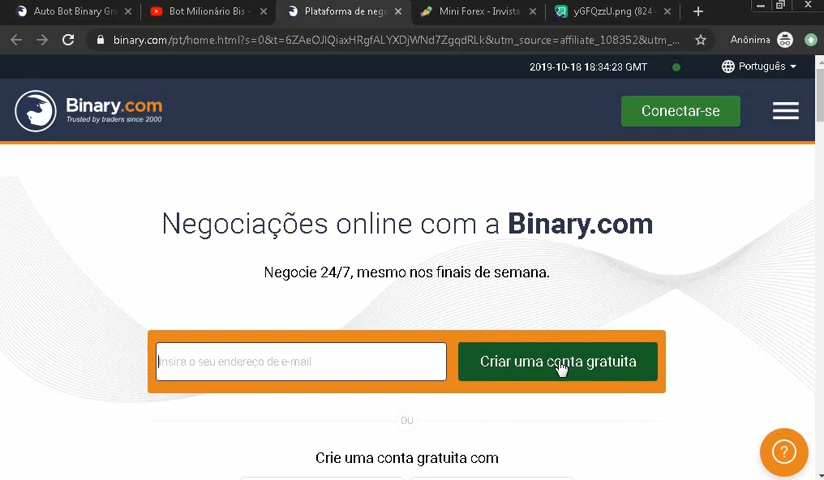 Auto Bot Binary Gra
Bot Milionário Bis -
Plataforma de nego
Mini Forex - Invista
yGFQzzU.png (824
binary.com/pt/home.html?s=0&t=6ZAeOJIQiaxHRgfALYXDjWNd7ZgqdRLk&utm_source=affiliate_108352&utm_...
Anônima
2019-10-18 18:34:23 GMT
Português
Binary.com
Trusted by traders since 2000
Conectar-se
Negociações online com a Binary.com
Negocie 24/7, mesmo nos finais de semana.
Insira o seu endereço de e-mail
Criar uma conta gratuita
OU
Crie uma conta gratuita com
?